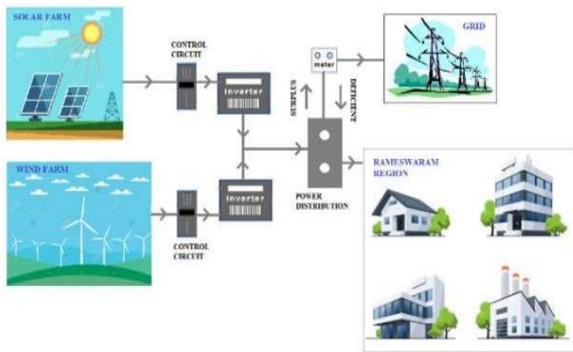 SOLAR FARM
CONTROL
CIRCUIT
inverter
meter
GRID
SURPLUS
DEFICIENT
WIND FARM
inverter
CONTROL
CIRCUIT
POWER
DISTRIBUTION
RAMESWARAM
REGION